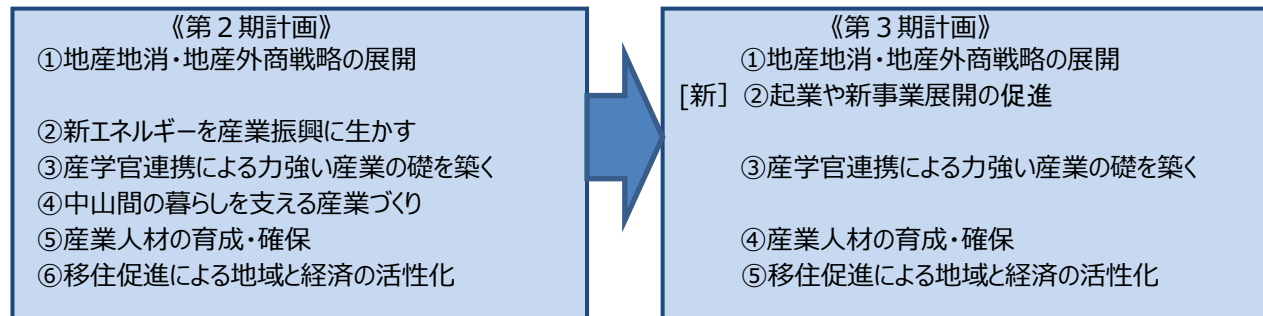 《第２期計画》
①地産地消・地産外商戦略の展開
②新エネルギーを産業振興に生かす
③産学官連携による力強い産業の礎を築く
④中山間の暮らしを支える産業づくり
⑤産業人材の育成・確保
⑥移住促進による地域と経済の活性化
《第３期計画》
①地産地消・地産外商戦略の展開
[新］②起業や新事業展開の促進
③産学官連携による力強い産業の礎を築く
④産業人材の育成・確保
⑤移住促進による地域と経済の活性化